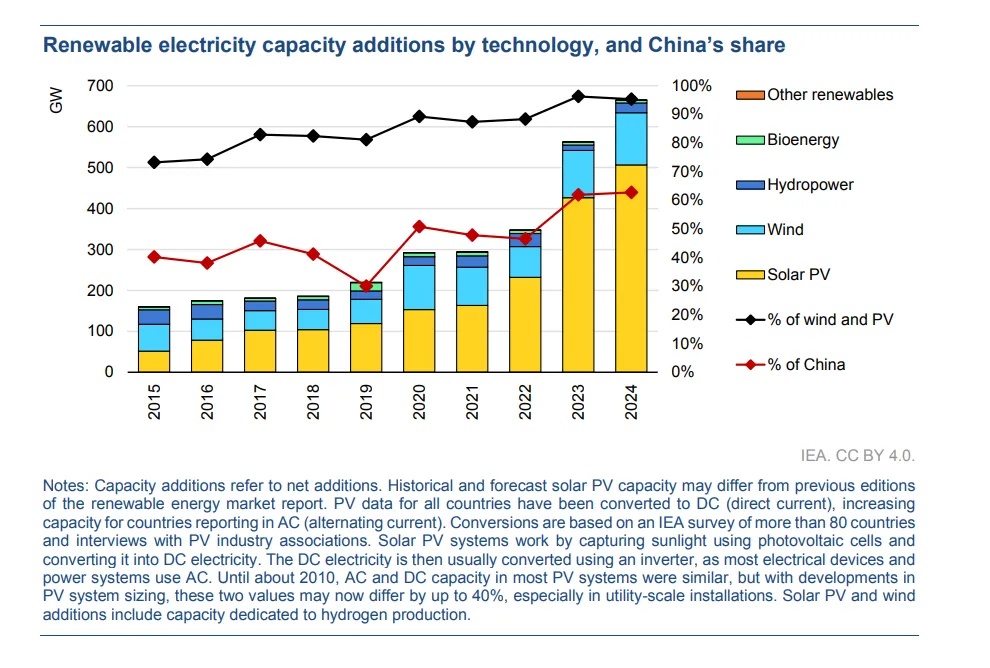 Renewable electricity capacity additions by technology, and China's share
GW
700
600
500
400
300
200
100
0
100%
90%
80%
70%
60%
50%
40%
30%
20%
10%
0%
2015
2016
2017
2018
2019
2020
2021
2022
2023
2024
Other renewables
Bioenergy
Hydropower
Wind
Solar PV
% of wind and PV
% of China
IEA. CC BY 4.0.
Notes: Capacity additions refer to net additions. Historical and forecast solar PV capacity may differ from previous editions
of the renewable energy market report. PV data for all countries have been converted to DC (direct current), increasing
capacity for countries reporting in AC (alternating current). Conversions are based on an IEA survey of more than 80 countries
and interviews with PV industry associations. Solar PV systems work by capturing sunlight using photovoltaic cells and
converting it into DC electricity. The DC electricity is then usually converted using an inverter, as most electrical devices and
power systems use AC. Until about 2010, AC and DC capacity in most PV systems were similar, but with developments in
PV system sizing, these two values may now differ by up to 40%, especially in utility-scale installations. Solar PV and wind
additions include capacity dedicated to hydrogen production.